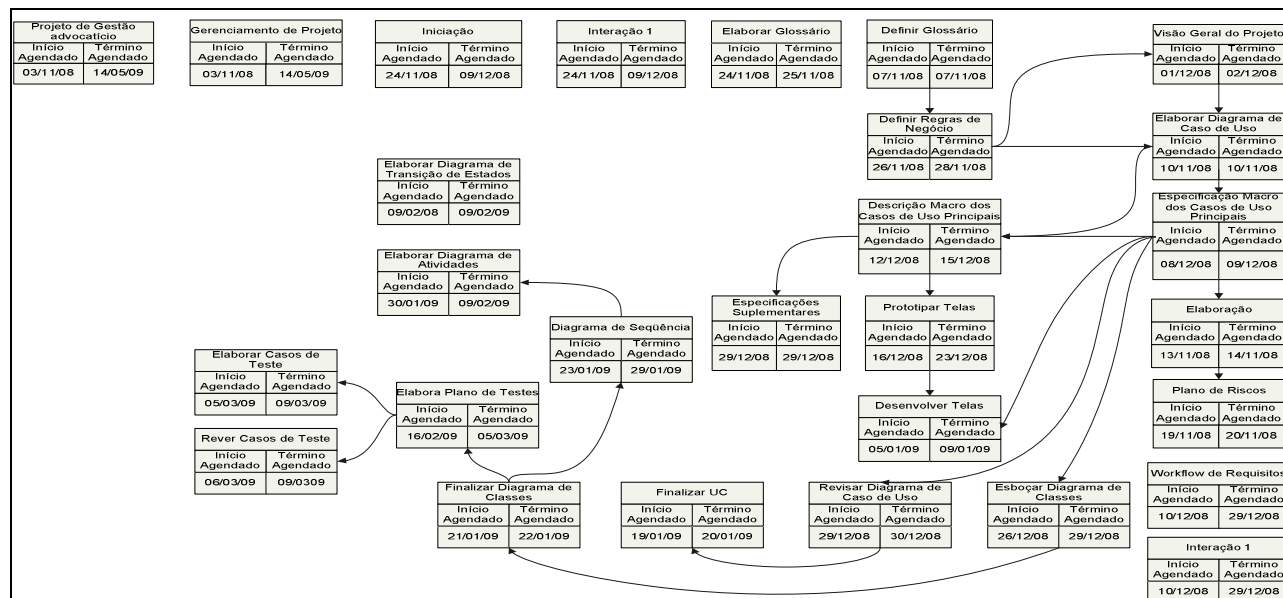 Projeto de Gestão
advocatício
Início Término
Agendado Agendado
03/11/08 14/05/09
Gerenciamento de Projeto
Início Término
Agendado Agendado
03/11/08 14/05/09
Iniciação
Início Término
Agendado Agendado
24/11/08 09/12/08
Interação 1
Início Término
Agendado Agendado
24/11/08 09/12/08
Elaborar Glossário
Início Término
Agendado Agendado
24/11/08 25/11/08
Definir Glossário
Início Término
Agendado Agendado
07/11/08 07/11/08
Visão Geral do Projeto
Início Término
Agendado Agendado
01/12/08 02/12/08
Definir Regras de
Negócio
Início Término
Agendado Agendado
26/11/08 28/11/08
Elaborar Diagrama de
Caso de Uso
Início Término
Agendado Agendado
10/11/08 10/11/08
Elaborar Diagrama de
Transição de Estados
Início Término
Agendado Agendado
09/02/08 09/02/09
Descrição Macro dos
Casos de Uso Principais
Início Término
Agendado Agendado
12/12/08 15/12/08
Especificação Macro
dos Casos de Uso
Principais
Início Término
Agendado Agendado
08/12/08 09/12/08
Elaborar Diagrama de
Atividades
Início Término
Agendado Agendado
30/01/09 09/02/09
Especificações
Suplementares
Início Término
Agendado Agendado
29/12/08 29/12/08
Prototipar Telas
Início Término
Agendado Agendado
16/12/08 23/12/08
Elaboração
Início Término
Agendado Agendado
13/11/08 14/11/08
Diagrama de Seqüência
Início Término
Agendado Agendado
23/01/09 29/01/09
Elaborar Casos de
Teste
Início Término
Agendado Agendado
05/03/09 09/03/09
Elabora Plano de Testes
Início Término
Agendado Agendado
16/02/09 05/03/09
Desenvolver Telas
Início Término
Agendado Agendado
05/01/09 09/01/09
Plano de Riscos
Início Término
Agendado Agendado
19/11/08 20/11/08
Rever Casos de Teste
Início Término
Agendado Agendado
06/03/09 09/0309
Finalizar Diagrama de
Classes
Início Término
Agendado Agendado
21/01/09 22/01/09
Finalizar UC
Início Término
Agendado Agendado
19/01/09 20/01/09
Revisar Diagrama de
Caso de Uso
Início Término
Agendado Agendado
29/12/08 30/12/08
Esboçar Diagrama de
Classes
Início Término
Agendado Agendado
26/12/08 29/12/08
Workflow de Requisitos
Início Término
Agendado Agendado
10/12/08 29/12/08
Interação 1
Início Término
Agendado Agendado
10/12/08 29/12/08